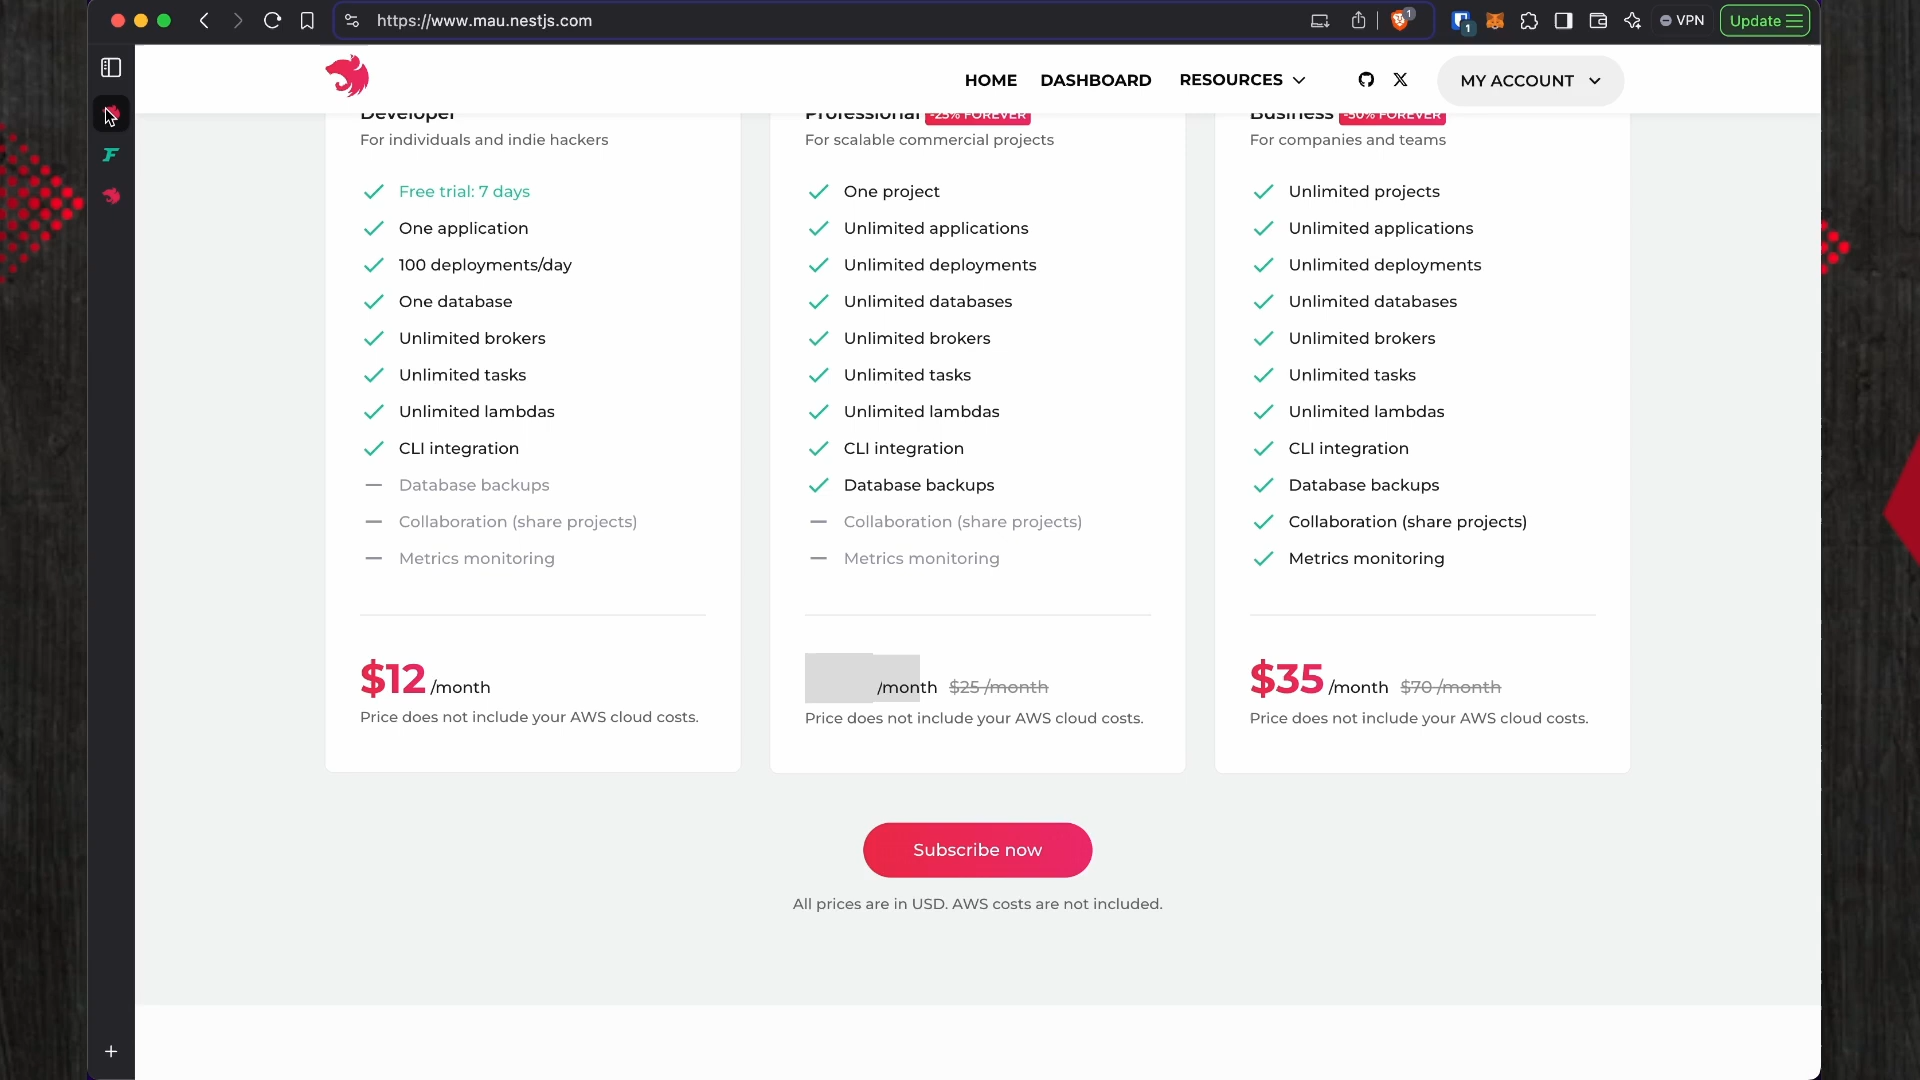 https://www.mau.nestjs.com
1
1
VPN
Update
HOME
DASHBOARD
RESOURCES
MY ACCOUNT
Developer
For individuals and indie hackers
Free trial: 7 days
One application
100 deployments/day
One database
Unlimited brokers
Unlimited tasks
Unlimited lambdas
CLI integration
Database backups
Collaboration (share projects)
Metrics monitoring
$12 /month
Price does not include your AWS cloud costs.
Professional -25% FOREVER
For scalable commercial projects
One project
Unlimited applications
Unlimited deployments
Unlimited databases
Unlimited brokers
Unlimited tasks
Unlimited lambdas
CLI integration
Database backups
Collaboration (share projects)
Metrics monitoring
/month $25 /month
Price does not include your AWS cloud costs.
Business -50% FOREVER
For companies and teams
Unlimited projects
Unlimited applications
Unlimited deployments
Unlimited databases
Unlimited brokers
Unlimited tasks
Unlimited lambdas
CLI integration
Database backups
Collaboration (share projects)
Metrics monitoring
$35 /month $70 /month
Price does not include your AWS cloud costs.
Subscribe now
All prices are in USD. AWS costs are not included.